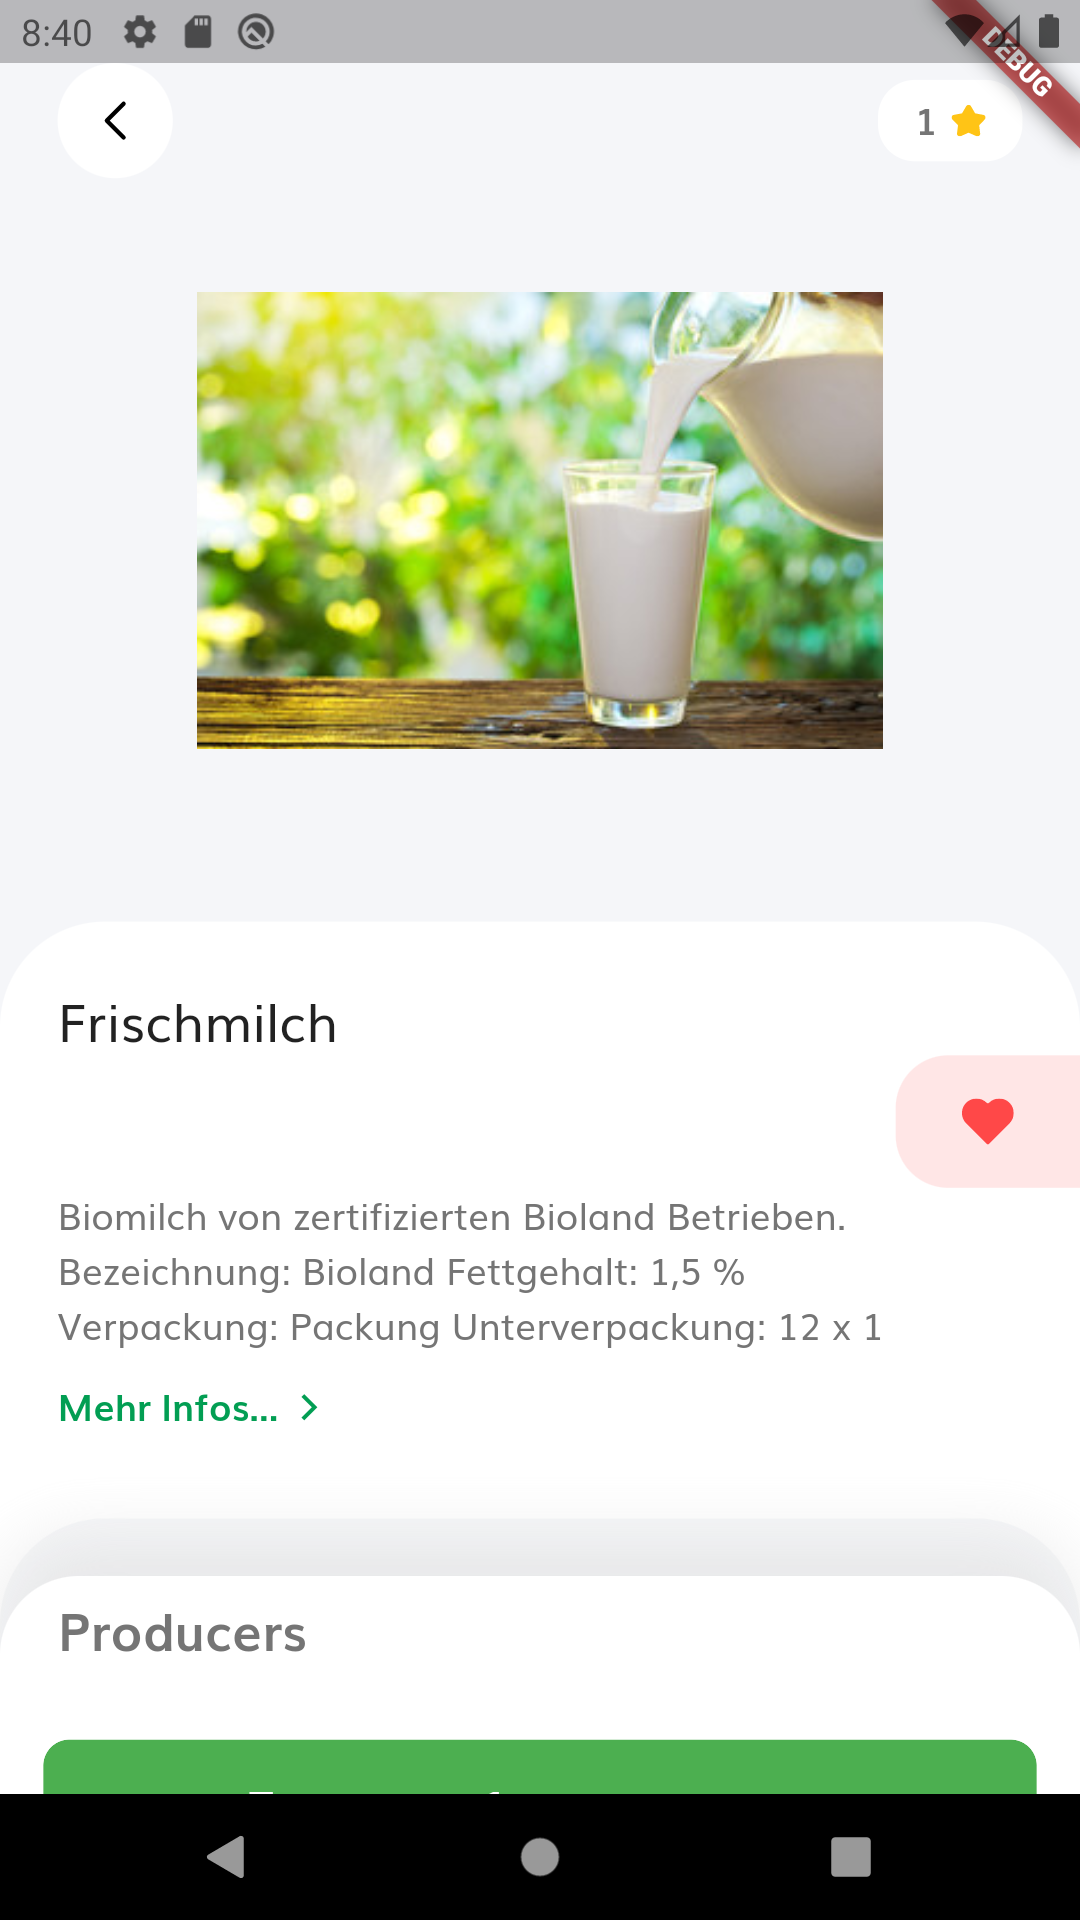 8:40
DEBUG
1
Frischmilch
Biomilch von zertifizierten Bioland Betrieben.
Bezeichnung: Bioland Fettgehalt: 1,5 %
Verpackung: Packung Unterverpackung: 12 x 1
Mehr Infos...
Producers